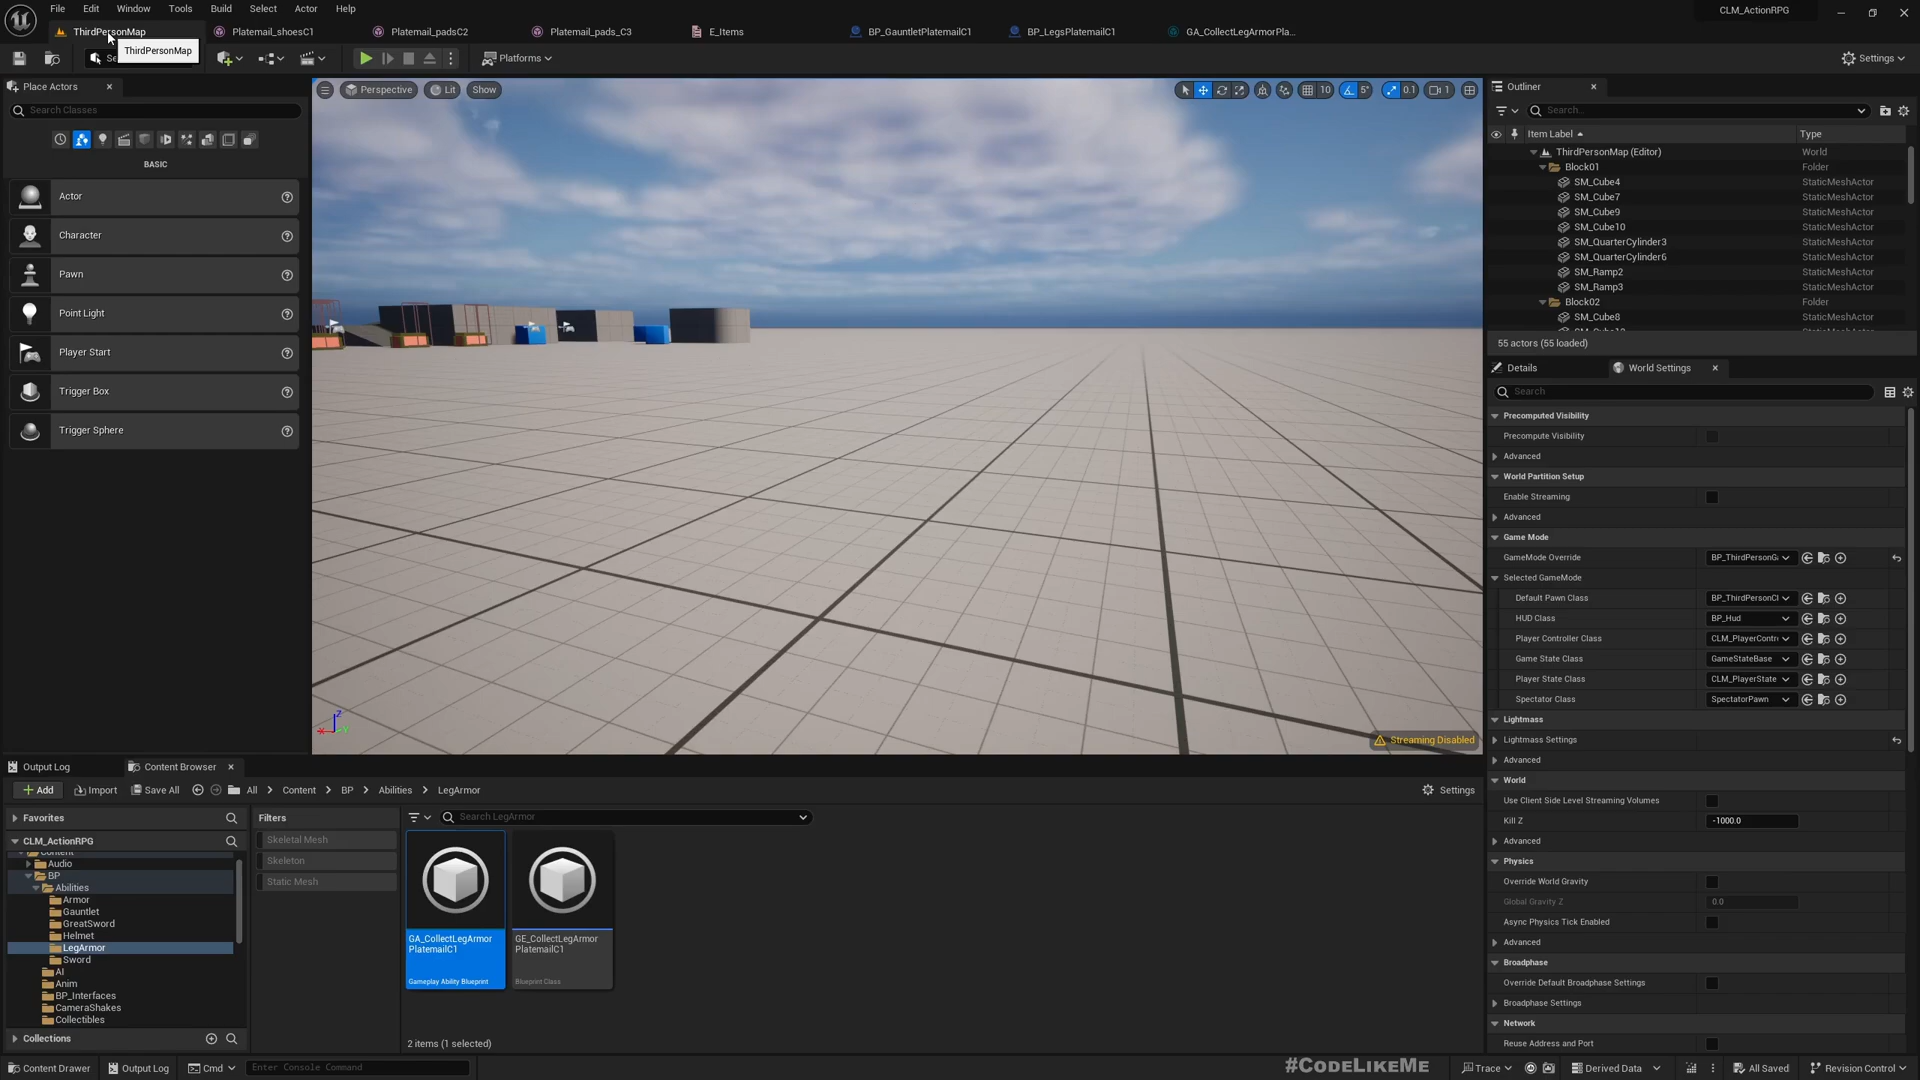 File Edit Window Tools Build Select Actor Help
CLM_ActionRPG
ThirdPersonMap
Platemail_shoesC1
Platemail_padsC2
Platemail_pads_C3
E_Items
BP_GauntletPlatemailC1
BP_LegsPlatemailC1
GA_CollectLegArmorPla...
ThirdPersonMap
Platforms
Settings
Place Actors
Search Classes
BASIC
Actor
Character
Pawn
Point Light
Player Start
Trigger Box
Trigger Sphere
Perspective
Lit
Show
10
5°
0.1
1
Streaming Disabled
Outliner
Search...
Item Label
Type
ThirdPersonMap (Editor) World
Block01 Folder
SM_Cube4 StaticMeshActor
SM_Cube7 StaticMeshActor
SM_Cube9 StaticMeshActor
SM_Cube10 StaticMeshActor
SM_QuarterCylinder3 StaticMeshActor
SM_QuarterCylinder6 StaticMeshActor
SM_Ramp2 StaticMeshActor
SM_Ramp3 StaticMeshActor
Block02 Folder
SM_Cube8 StaticMeshActor
55 actors (55 loaded)
Details
World Settings
Search
Precomputed Visibility
Precompute Visibility
Advanced
World Partition Setup
Enable Streaming
Advanced
Game Mode
GameMode Override BP_ThirdPersonGa
Selected GameMode
Default Pawn Class BP_ThirdPersonCl
HUD Class BP_Hud
Player Controller Class CLM_PlayerContr
Game State Class GameStateBase
Player State Class CLM_PlayerState
Spectator Class SpectatorPawn
Lightmass
Lightmass Settings
Advanced
World
Use Client Side Level Streaming Volumes
Kill Z -1000.0
Advanced
Physics
Override World Gravity
Global Gravity Z 0.0
Async Physics Tick Enabled
Advanced
Broadphase
Override Default Broadphase Settings
Broadphase Settings
Network
Reuse Address and Port
Output Log
Content Browser
Add
Import
Save All
All > Content > BP > Abilities > LegArmor
Settings
Favorites
CLM_ActionRPG
Content
Audio
BP
Abilities
Armor
Gauntlet
GreatSword
Helmet
LegArmor
Sword
AI
Anim
BP_Interfaces
CameraShakes
Collectibles
Collections
Filters
Skeletal Mesh
Skeleton
Static Mesh
Search LegArmor
GA_CollectLegArmor
PlatemailC1
Gameplay Ability Blueprint
GE_CollectLegArmor
PlatemailC1
Blueprint Class
2 items (1 selected)
#CodeLikeMe
Content Drawer
Output Log
Cmd
Enter Console Command
Trace
Derived Data
All Saved
Revision Control